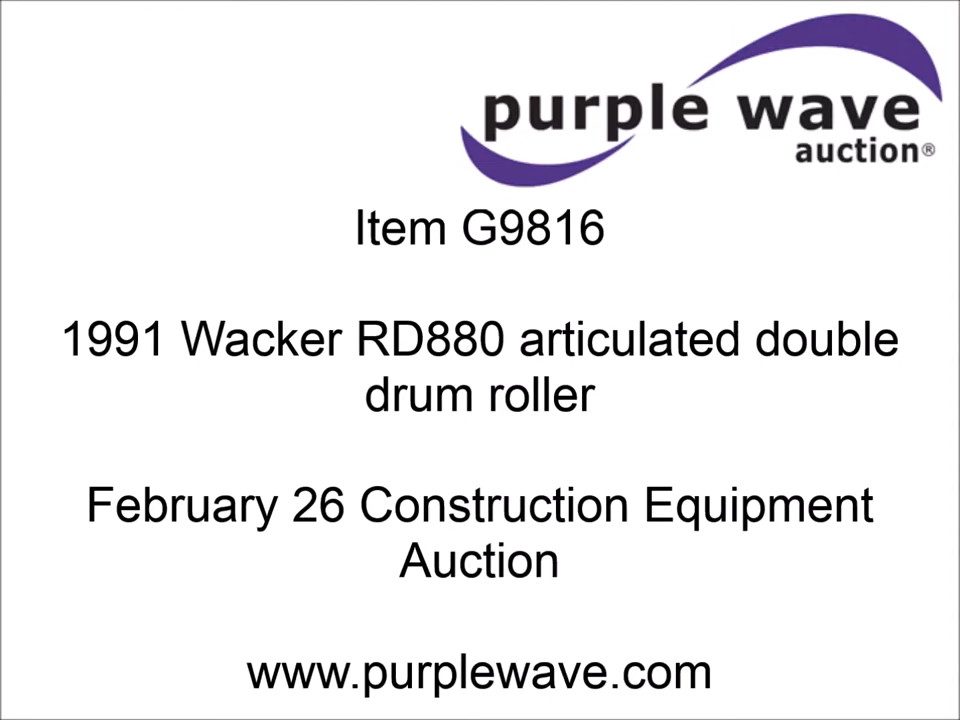 purple wave
auction®
Item G9816
1991 Wacker RD880 articulated double
drum roller
February 26 Construction Equipment
Auction
www.purplewave.com